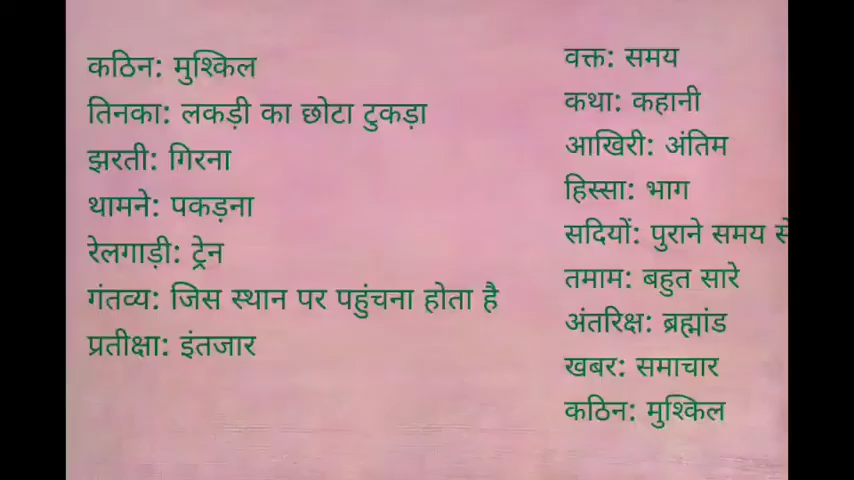 कठिन: मुश्किल
तिनका: लकड़ी का छोटा टुकड़ा
झरती: गिरना
थामने: पकड़ना
रेलगाड़ी: ट्रेन
गंतव्य: जिस स्थान पर पहुंचना होता है
प्रतीक्षा: इंतजार
वक्त: समय
कथा: कहानी
आखिरी: अंतिम
हिस्सा: भाग
सदियों: पुराने समय से
तमाम: बहुत सारे
अंतरिक्ष: ब्रह्मांड
खबर: समाचार
कठिन: मुश्किल